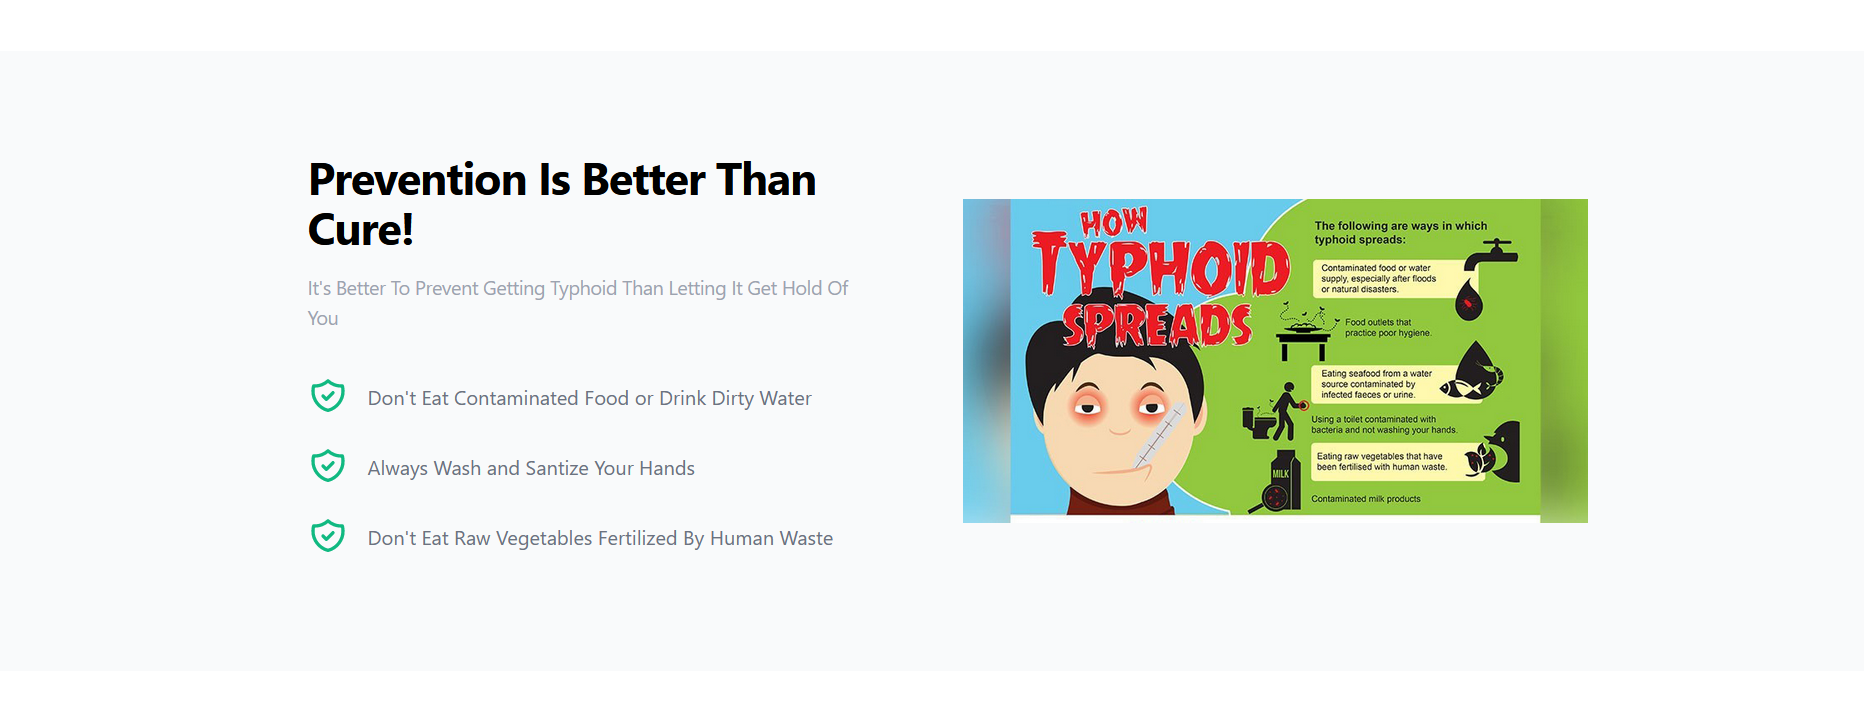 Prevention Is Better Than
Cure!
It's Better To Prevent Getting Typhoid Than Letting It Get Hold Of
You
Don't Eat Contaminated Food or Drink Dirty Water
Always Wash and Santize Your Hands
Don't Eat Raw Vegetables Fertilized By Human Waste
HOW
TYPHOID
SPREADS
The following are ways in which
typhoid spreads:
Contaminated food or water
supply, especially after floods
or natural disasters.
Food outlets that
practice poor hygiene.
Eating seafood from a water
source contaminated by
infected faeces or urine.
Using a toilet contaminated with
bacteria and not washing your hands.
Eating raw vegetables that have
been fertilised with human waste.
MILK
Contaminated milk products